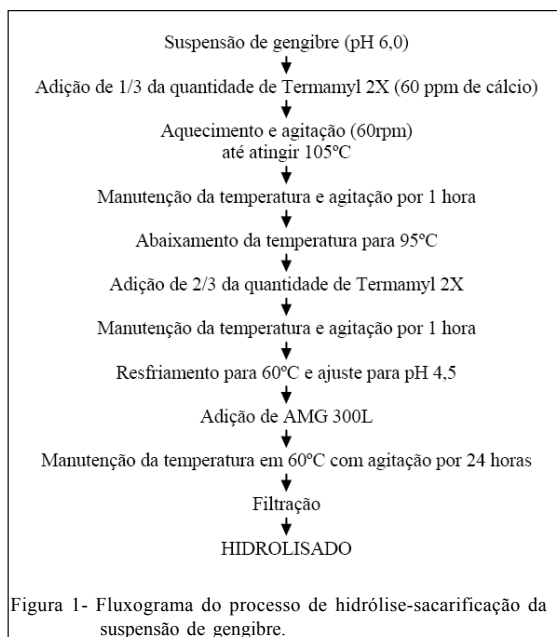 Suspensão de gengibre (pH 6,0)
Adição de 1/3 da quantidade de Termamyl 2X (60 ppm de cálcio)
Aquecimento e agitação (60rpm)
até atingir 105ºC
Manutenção da temperatura e agitação por 1 hora
Abaixamento da temperatura para 95ºC
Adição de 2/3 da quantidade de Termamyl 2X
Manutenção da temperatura e agitação por 1 hora
Resfriamento para 60ºC e ajuste para pH 4,5
Adição de AMG 300L
Manutenção da temperatura em 60ºC com agitação por 24 horas
Filtração
HIDROLISADO
Figura 1- Fluxograma do processo de hidrólise-sacarificação da
suspensão de gengibre.